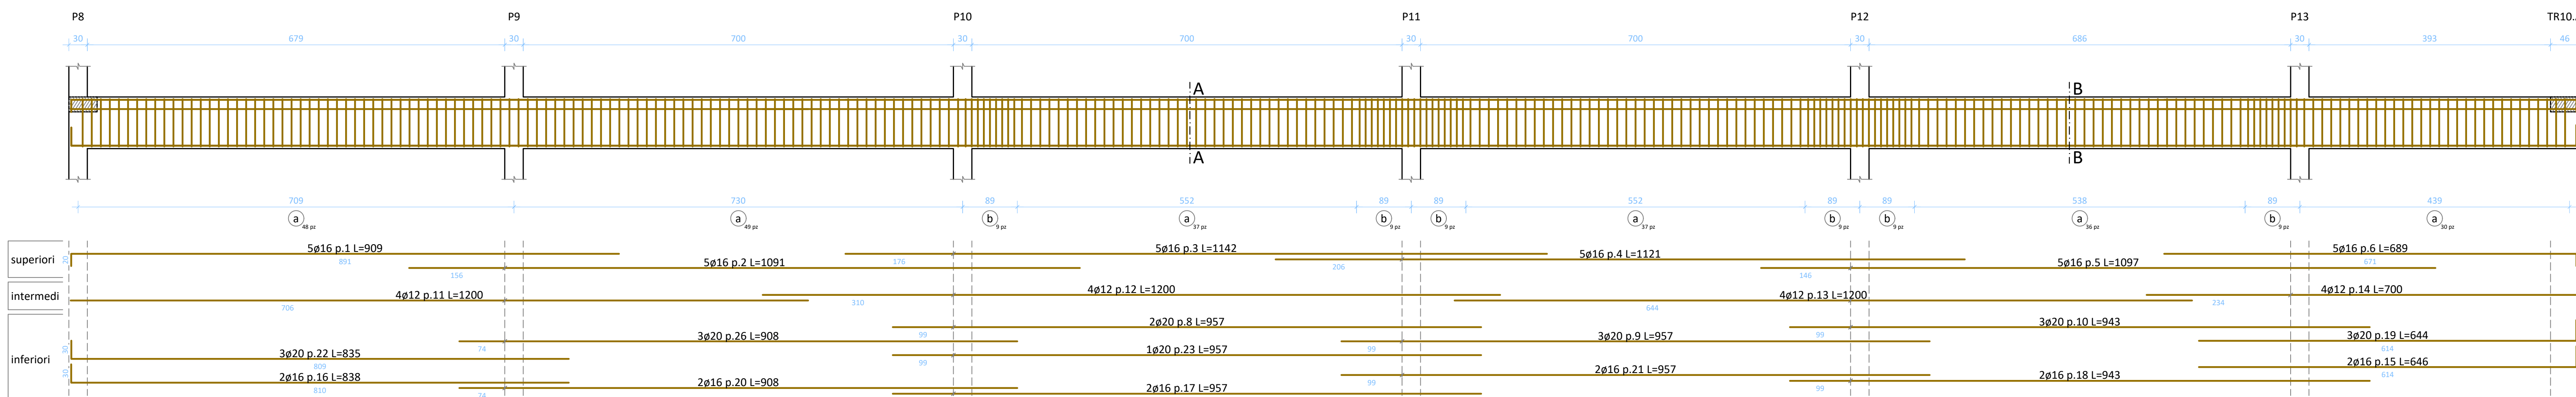 P8 P9 P10 P11 P12 P13 TR10..
30 679 30 700 30 700 30 700 30 686 30 393 46
A B
A B
709 730 89 552 89 89 552 89 89 538 89 439
a 48 pz a 49 pz b 9 pz a 37 pz b 9 pz b 9 pz a 37 pz b 9 pz b 9 pz a 36 pz b 9 pz a 30 pz
superiori
20
5ø16 p.1 L=909 5ø16 p.3 L=1142 5ø16 p.6 L=689
5ø16 p.4 L=1121
891 5ø16 p.2 L=1091 176 5ø16 p.5 L=1097 671
206
156 146
intermedi
4ø12 p.12 L=1200 4ø12 p.14 L=700
4ø12 p.11 L=1200 4ø12 p.13 L=1200
706 310 644 234
inferiori
2ø20 p.8 L=957 3ø20 p.10 L=943
3ø20 p.26 L=908 99 3ø20 p.9 L=957 99 3ø20 p.19 L=644
30 74 1ø20 p.23 L=957 99 614
3ø20 p.22 L=835
809 99 2ø16 p.15 L=646
30 2ø16 p.16 L=838 2ø16 p.21 L=957 2ø16 p.18 L=943 614
2ø16 p.20 L=908 99
810 74 2ø16 p.17 L=957 99